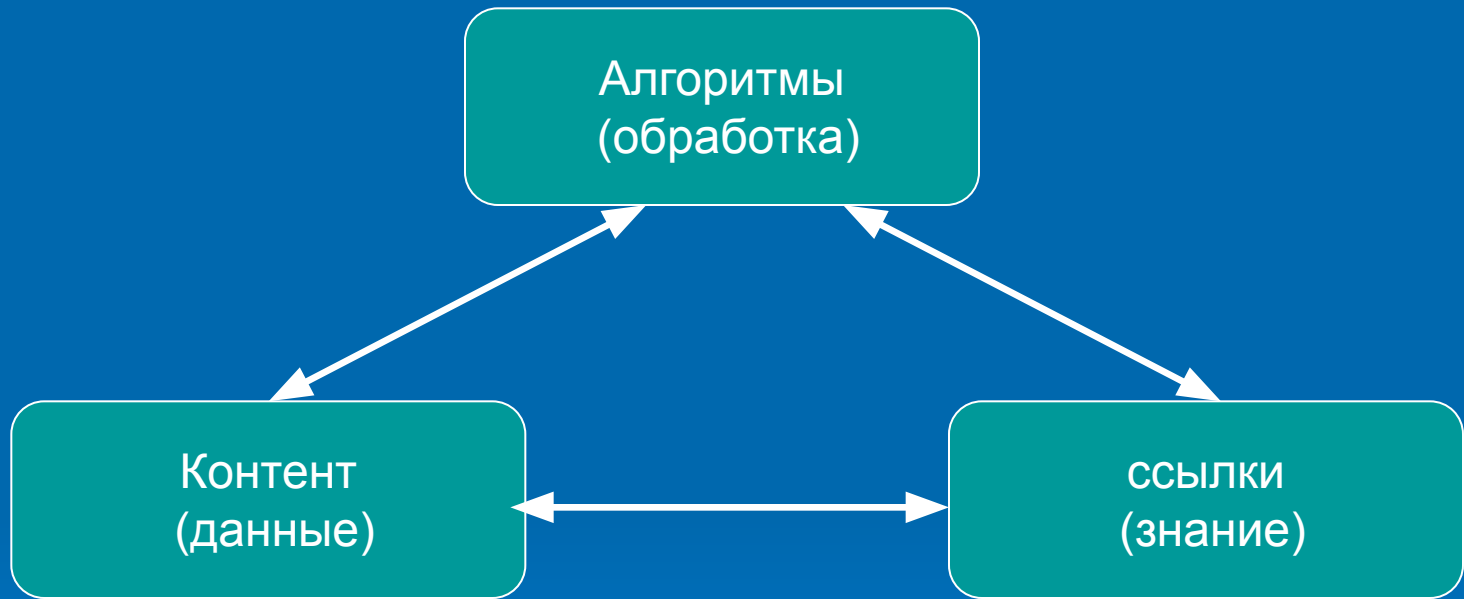 Алгоритмы
(обработка)
Контент
(данные)
ссылки
(знание)